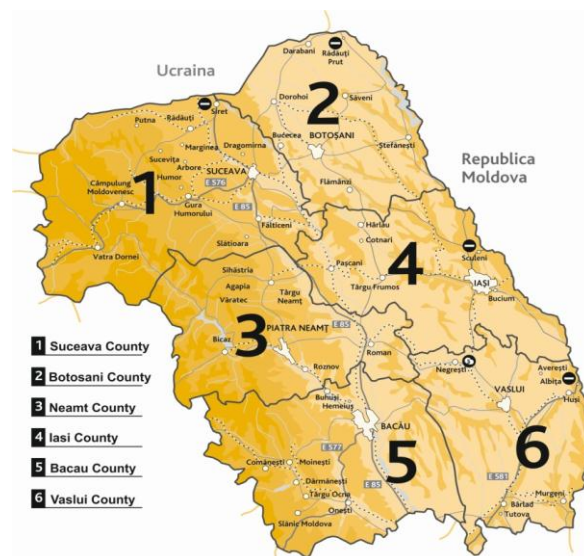 Ucraina
Republica
Moldova
Darabani
Rădăuți
Prut
Dorohoi
Săveni
2
Bucecea
BOTOȘANI
Ștefănești
Flămânzi
Siret
Putna
Rădăuți
Marginea
Dragomirna
Sucevița
Arbore
SUCEAVA
Humor
E 576
1
Câmpulung
Moldovenesc
Gura
Humorului
E 85
Fălticeni
Slătioara
Vatra Dornei
Hârlau
Cotnari
4
Sculeni
Pașcani
Târgu Frumos
IAȘI
Bucium
Sihăstria
Agapia
Văratec
Târgu
Neamț
3
PIATRA NEAMȚ
E 85
Bicaz
Roman
Roznov
Negrești
Averești
Albița
Huși
VASLUI
6
Buhuși
Hemeiuș
BACĂU
5
E 577
Comănești
Moinești
Dărmănești
Târgu Ocna
Slănic Moldova
Onești
E 85
E 581
Murgeni
Bârlad
Tutova
1 Suceava County
2 Botosani County
3 Neamt County
4 Iasi County
5 Bacau County
6 Vaslui County